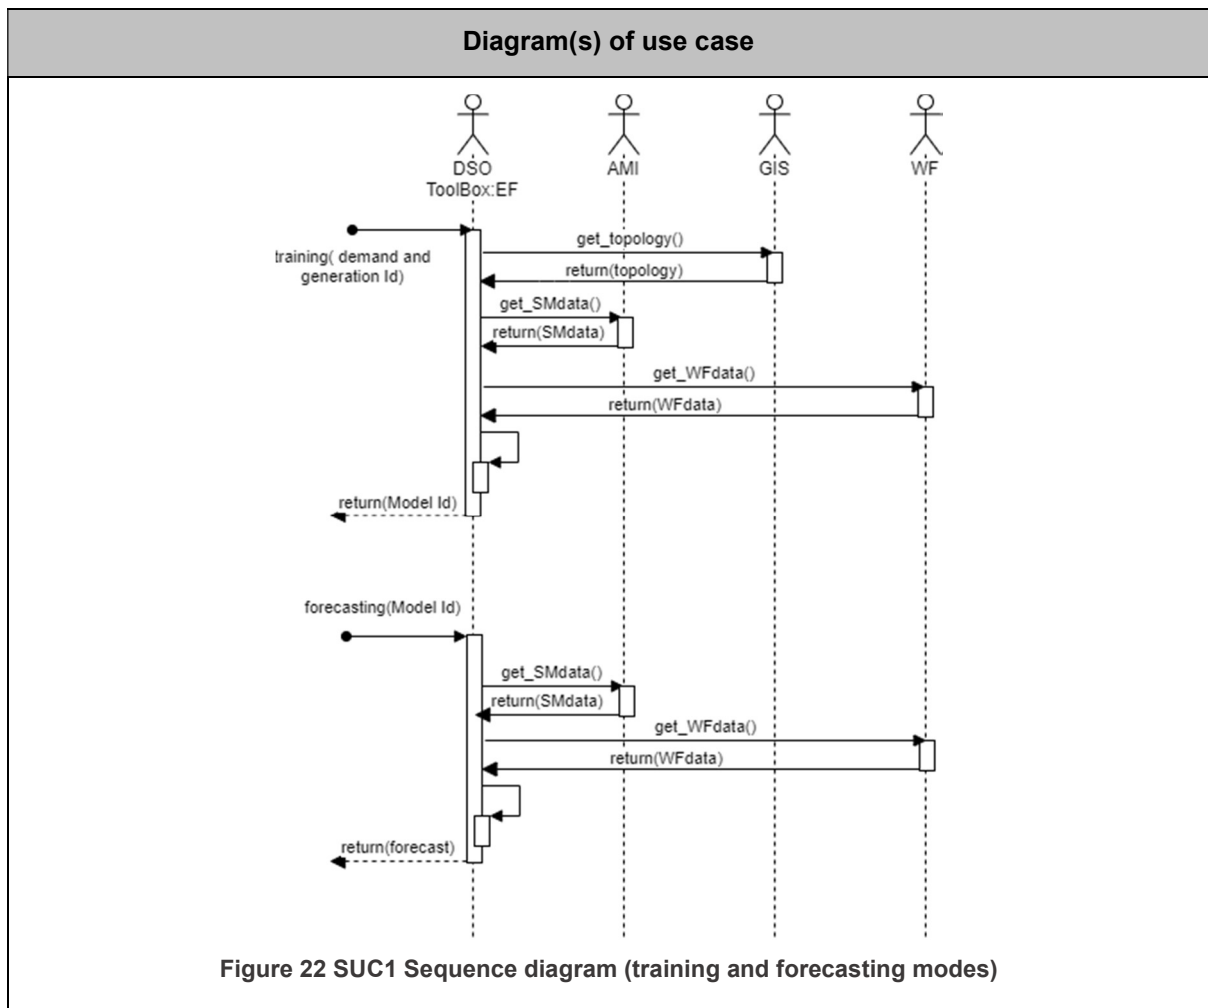 Diagram(s) of use case
DSO
ToolBox:EF
AMI
GIS
WF
training( demand and
generation Id)
get_topology()
return(topology)
get_SMdata()
return(SMdata)
get_WFdata()
return(WFdata)
return(Model Id)
forecasting(Model Id)
get_SMdata()
return(SMdata)
get_WFdata()
return(WFdata)
return(forecast)
Figure 22 SUC1 Sequence diagram (training and forecasting modes)